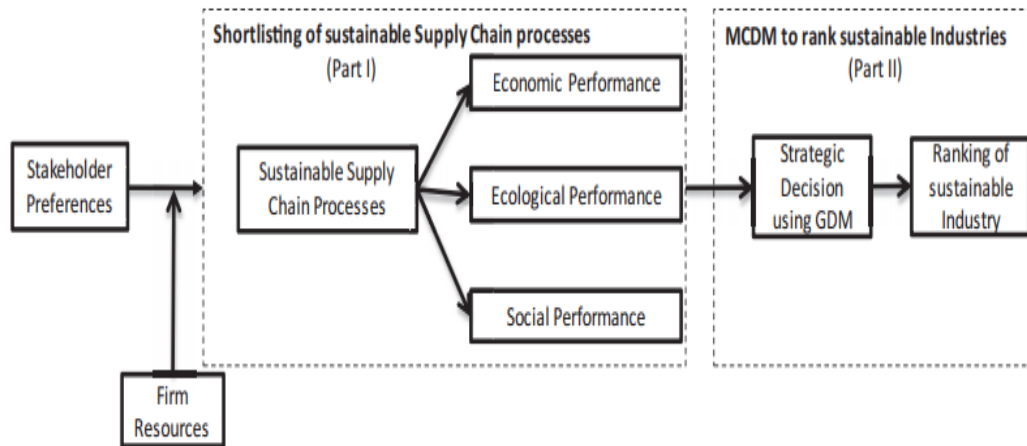 Shortlisting of sustainable Supply Chain processes
(Part I)
MCDM to rank sustainable Industries
(Part II)
Stakeholder
Preferences
Firm
Resources
Sustainable Supply
Chain Processes
Economic Performance
Ecological Performance
Social Performance
Strategic
Decision
using GDM
Ranking of
sustainable
Industry